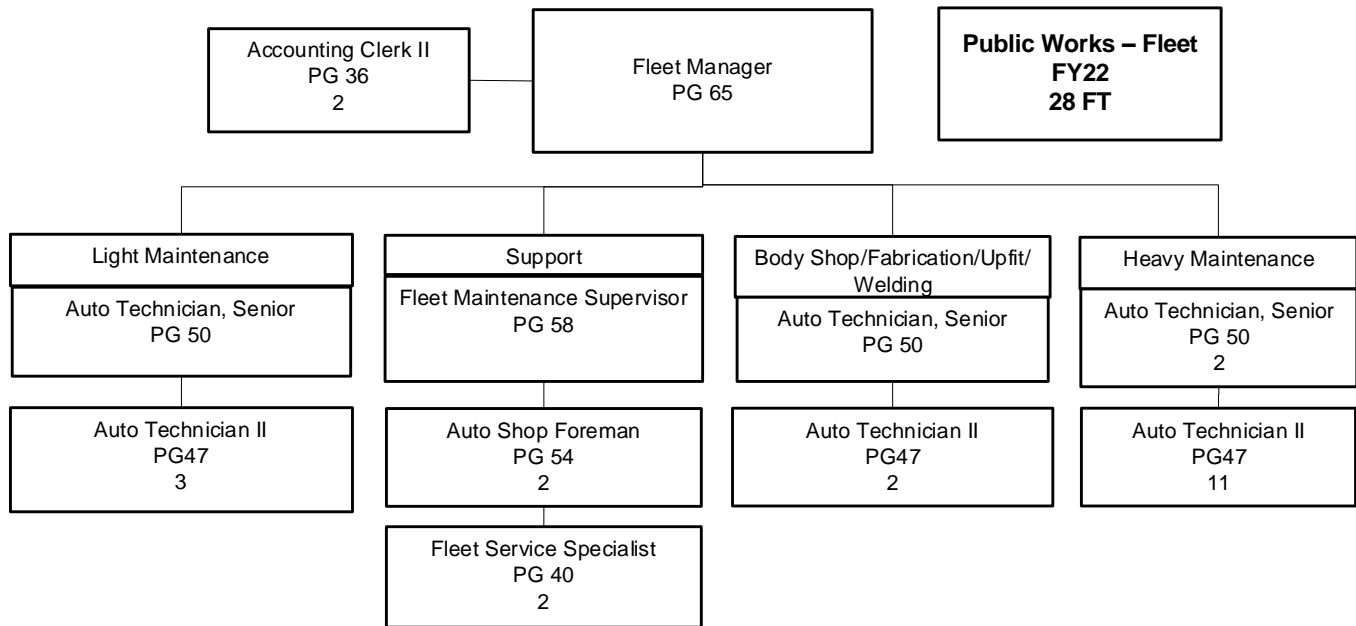 Accounting Clerk II
PG 36
2
Fleet Manager
PG 65
Public Works – Fleet
FY22
28 FT
Light Maintenance
Auto Technician, Senior
PG 50
Auto Technician II
PG47
3
Support
Fleet Maintenance Supervisor
PG 58
Auto Shop Foreman
PG 54
2
Fleet Service Specialist
PG 40
2
Body Shop/Fabrication/Upfit/
Welding
Auto Technician, Senior
PG 50
Auto Technician II
PG47
2
Heavy Maintenance
Auto Technician, Senior
PG 50
2
Auto Technician II
PG47
11